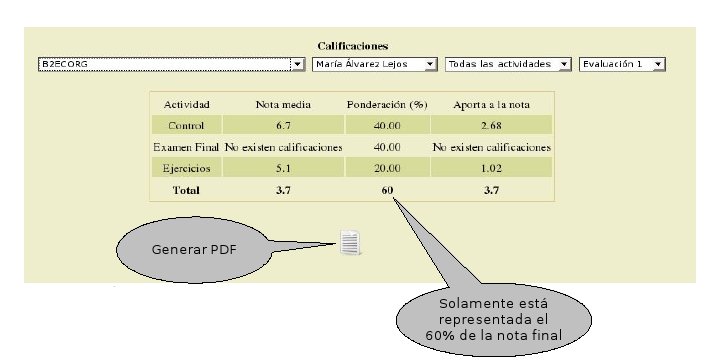 Calificaciones
B2ECORG María Álvarez Lejos Todas las actividades Evaluación 1
Actividad Nota media Ponderación (%) Aporta a la nota
Control 6.7 40.00 2.68
Examen Final No existen calificaciones 40.00 No existen calificaciones
Ejercicios 5.1 20.00 1.02
Total 3.7 60 3.7
Generar PDF
Solamente está
representada el
60% de la nota final